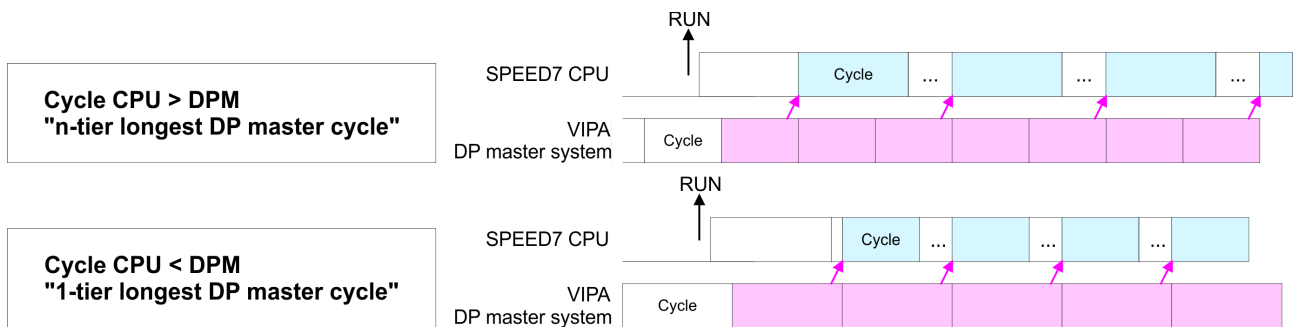 RUN
SPEED7 CPU
Cycle
...
...
...
Cycle CPU > DPM
"n-tier longest DP master cycle"
VIPA
DP master system
Cycle
RUN
SPEED7 CPU
Cycle
...
...
...
Cycle CPU < DPM
"1-tier longest DP master cycle"
VIPA
DP master system
Cycle